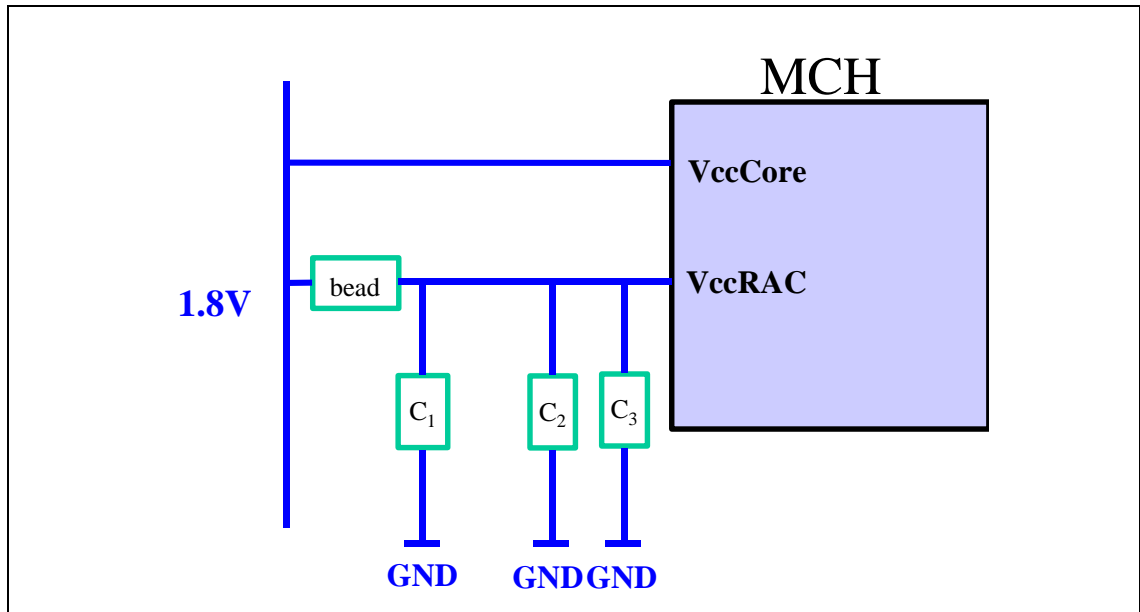 MCH
VccCore
VccRAC
bead
1.8V
C1
C2
C3
GND
GND
GND